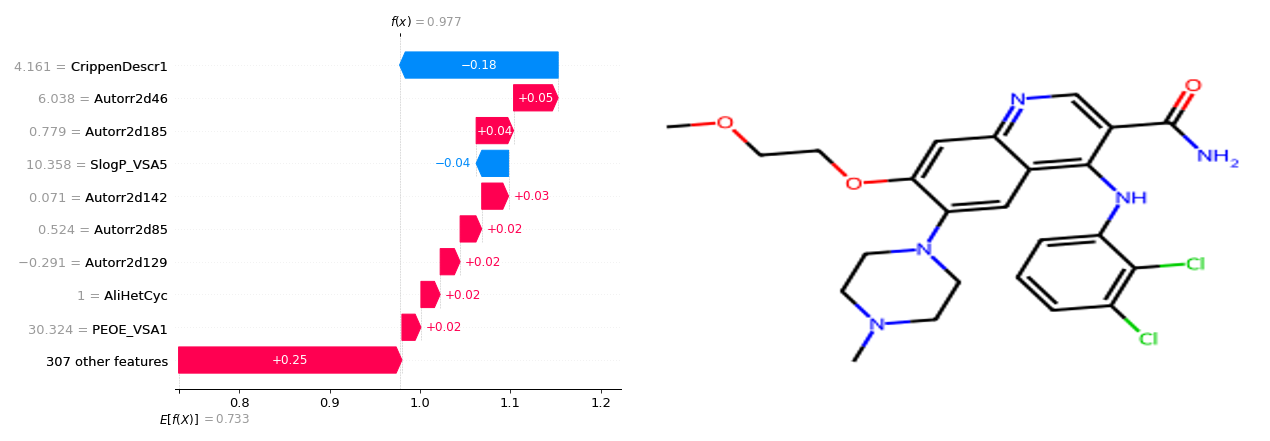 f(x) = 0.977
4.161 = CrippenDescr1
−0.18
6.038 = Autorr2d46
+0.05
0.779 = Autorr2d185
+0.04
10.358 = SlogP_VSA5
−0.04
0.071 = Autorr2d142
+0.03
0.524 = Autorr2d85
+0.02
−0.291 = Autorr2d129
+0.02
1 = AliHetCyc
+0.02
30.324 = PEOE_VSA1
+0.02
307 other features
+0.25
0.8 0.9 1.0 1.1 1.2
E[f(X)] = 0.733
O
N
O
NH₂
O
NH
N
Cl
N
Cl